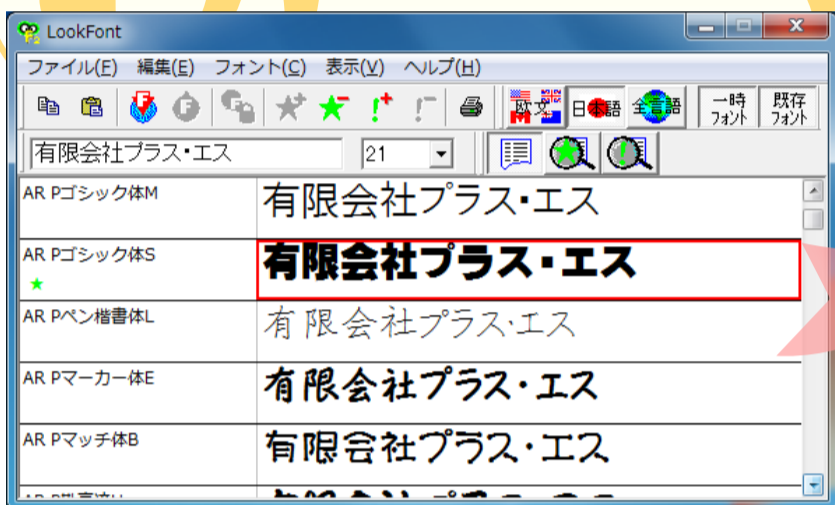 LookFont
ファイル(F) 編集(E) フォント(C) 表示(V) ヘルプ(H)
欧文 日本語 全言語 一時フォント 既存フォント
有限会社プラス・エス 21
AR Pゴシック体M 有限会社プラス・エス
AR Pゴシック体S 有限会社プラス・エス
AR Pペン楷書体L 有限会社プラス・エス
AR Pマーカー体E 有限会社プラス・エス
AR Pマッチ体B 有限会社プラス・エス